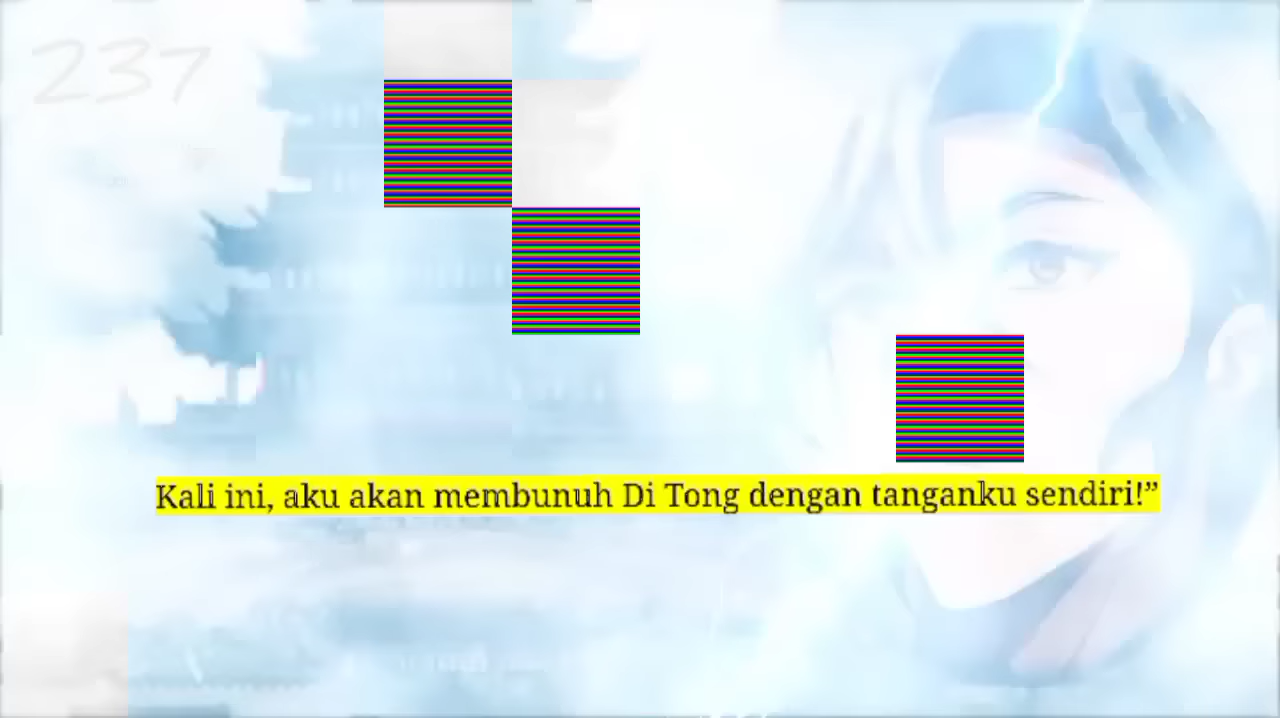 237
Kali ini, aku akan membunuh Di Tong dengan tanganku sendiri!”